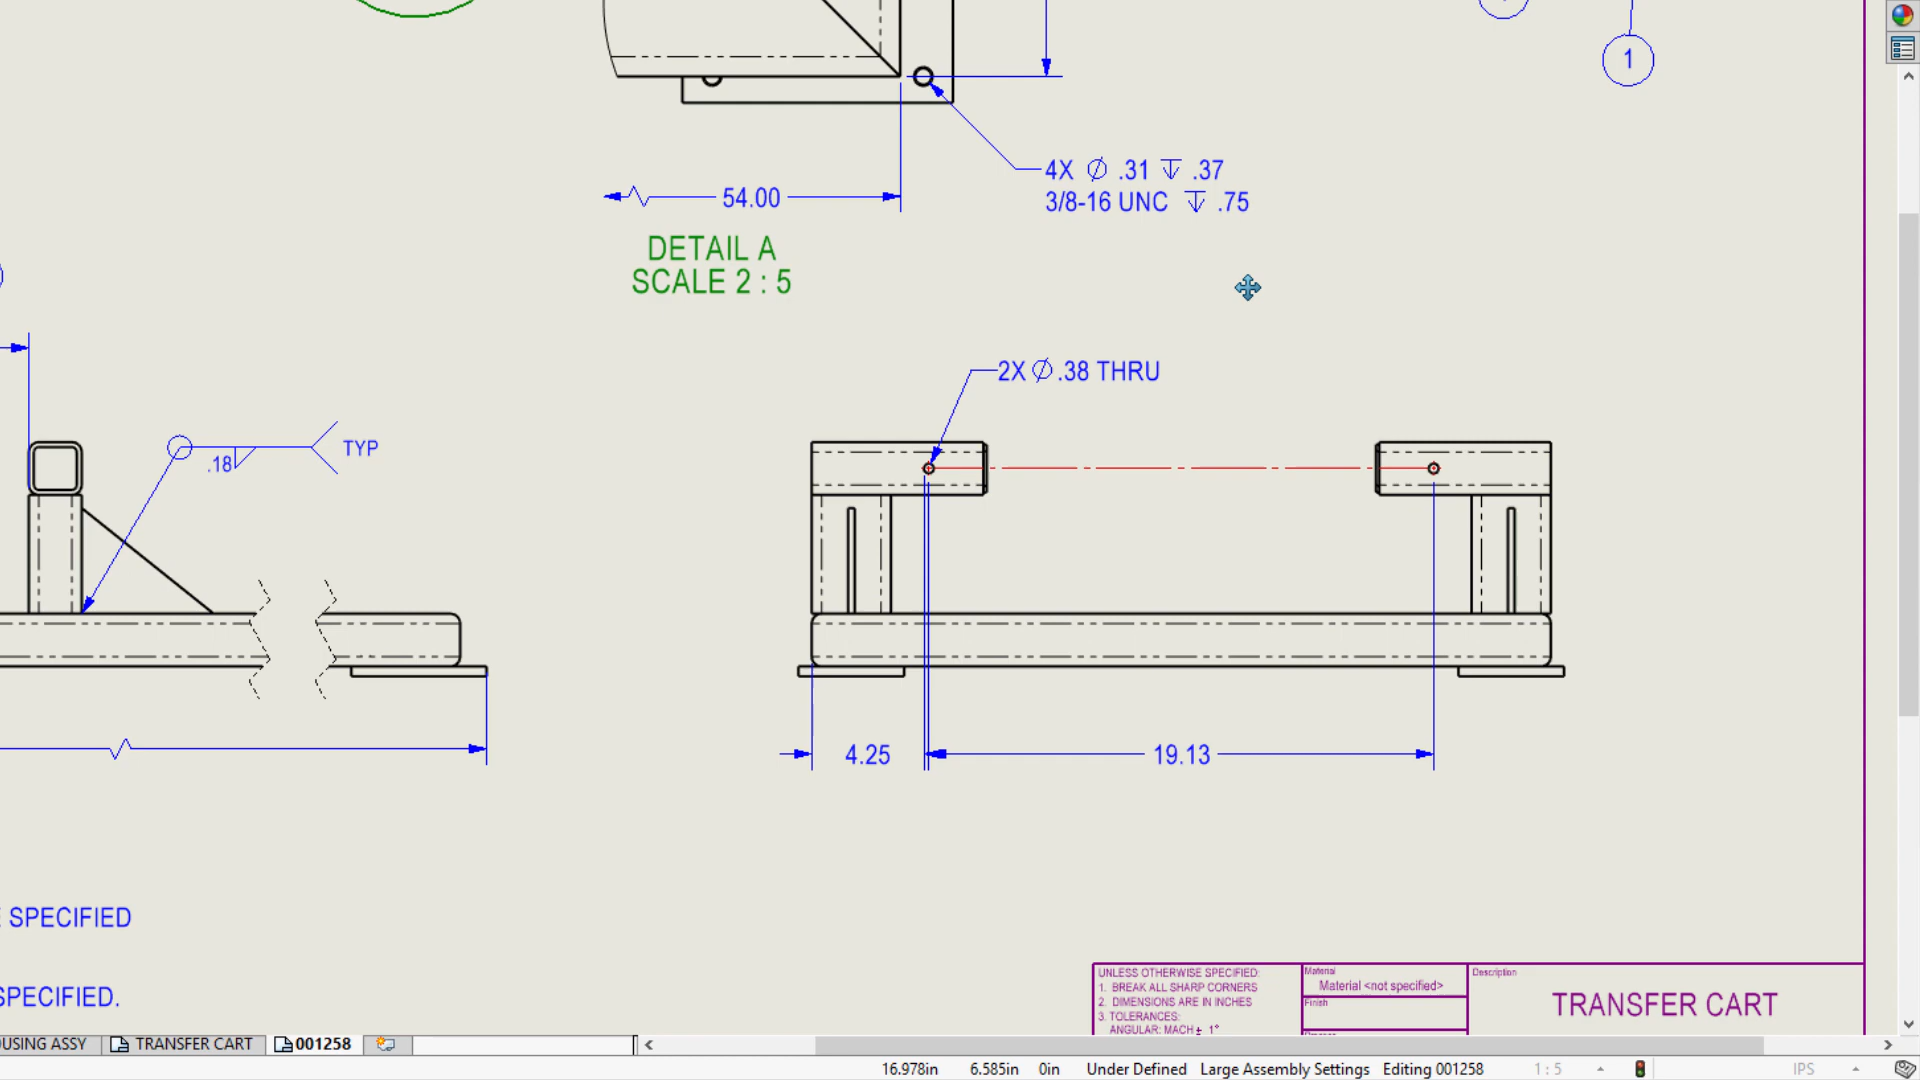 1
4X Ø .31 ↧ .37
3/8-16 UNC ↧ .75
54.00
DETAIL A
SCALE 2 : 5
2X Ø .38 THRU
.18
TYP
4.25
19.13
SPECIFIED
SPECIFIED.
UNLESS OTHERWISE SPECIFIED:
1. BREAK ALL SHARP CORNERS
2. DIMENSIONS ARE IN INCHES
3. TOLERANCES:
ANGULAR: MACH ± 1°
Material
Material <not specified>
Finish
Description
TRANSFER CART
OUSING ASSY
TRANSFER CART
001258
16.978in
6.585in
0in
Under Defined
Large Assembly Settings
Editing 001258
1 : 5
IPS